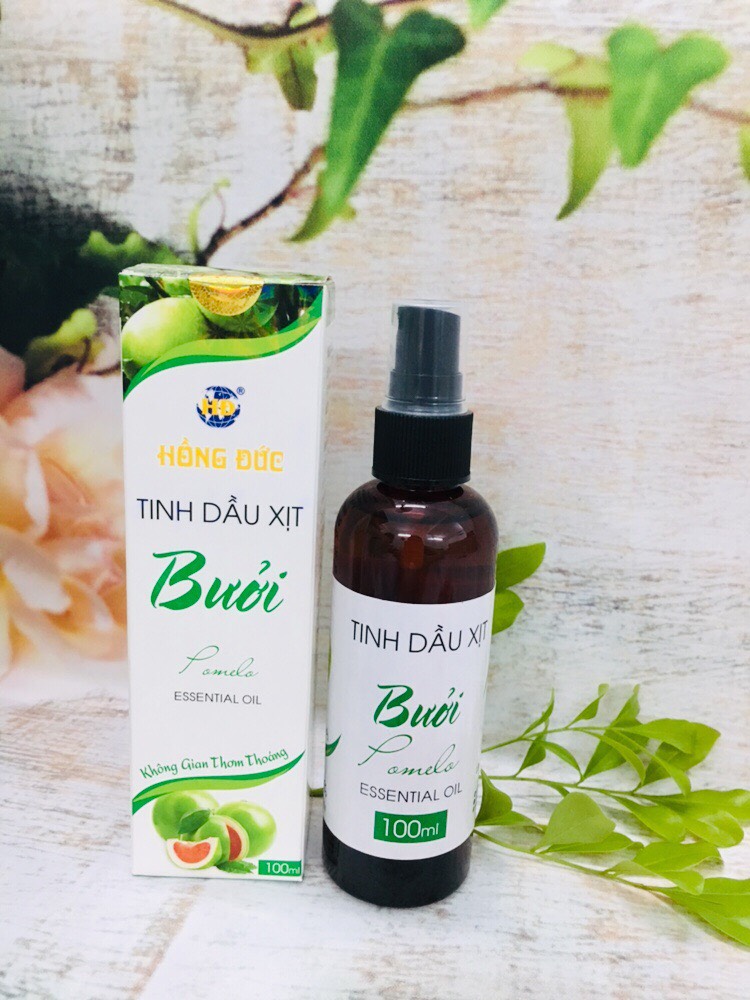 HĐ
®
HỒNG ĐỨC
TINH DẦU XỊT
Bưởi
Pomelo
ESSENTIAL OIL
Không Gian Thơm Thoáng
100ml
TINH DẦU XỊT
Bưởi
Pomelo
ESSENTIAL OIL
100ml